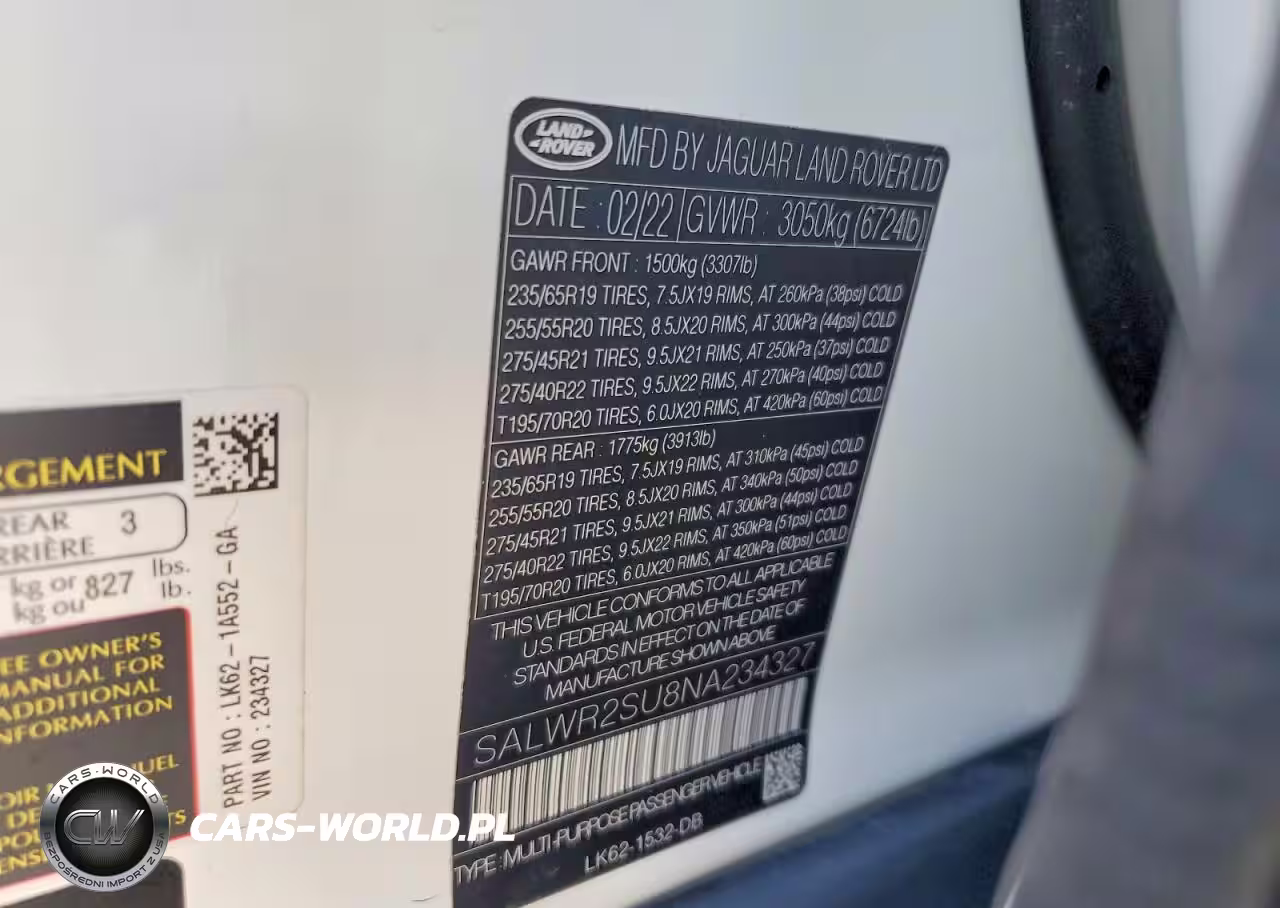 LAND ROVER
MFD BY JAGUAR LAND ROVER LTD
DATE : 02/22 GVWR : 3050kg (6724lb)
GAWR FRONT : 1500kg (3307lb)
235/65R19 TIRES, 7.5JX19 RIMS, AT 260kPa (38psi) COLD
255/55R20 TIRES, 8.5JX20 RIMS, AT 300kPa (44psi) COLD
275/45R21 TIRES, 9.5JX21 RIMS, AT 250kPa (37psi) COLD
275/40R22 TIRES, 9.5JX22 RIMS, AT 270kPa (40psi) COLD
T195/70R20 TIRES, 6.0JX20 RIMS, AT 420kPa (60psi) COLD
GAWR REAR : 1775kg (3913lb)
235/65R19 TIRES, 7.5JX19 RIMS, AT 310kPa (45psi) COLD
255/55R20 TIRES, 8.5JX20 RIMS, AT 340kPa (50psi) COLD
275/45R21 TIRES, 9.5JX21 RIMS, AT 300kPa (44psi) COLD
275/40R22 TIRES, 9.5JX22 RIMS, AT 350kPa (51psi) COLD
T195/70R20 TIRES, 6.0JX20 RIMS, AT 420kPa (60psi) COLD
THIS VEHICLE CONFORMS TO ALL APPLICABLE
U.S. FEDERAL MOTOR VEHICLE SAFETY
STANDARDS IN EFFECT ON THE DATE OF
MANUFACTURE SHOWN ABOVE
SALWR2SU8NA234327
TYPE : MULTI-PURPOSE PASSENGER VEHICLE
LK62-1532-DB
RGEMENT
REAR 3
RRIÈRE
kg or 827 lbs.
kg ou lb.
EE OWNER'S
MANUAL FOR
ADDITIONAL
NFORMATION
PART NO : LK62-1A552-GA
VIN NO : 234327
CARS-WORLD
CW
BEZPOŚREDNI IMPORT Z USA
CARS-WORLD.PL